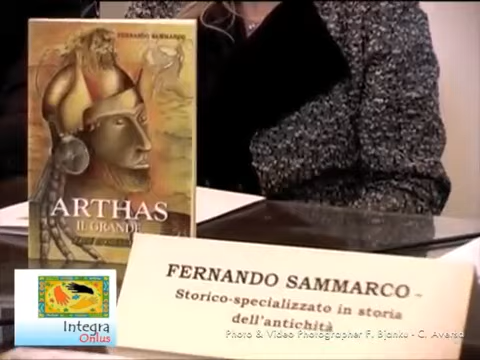 FERNANDO SAMMARCO
ARTHAS
IL GRANDE
FERNANDO SAMMARCO -
Storico-specializzato in storia
dell'antichità
Integra
Onlus
Photo & Video Photographer F. Bjanku - C. Averso